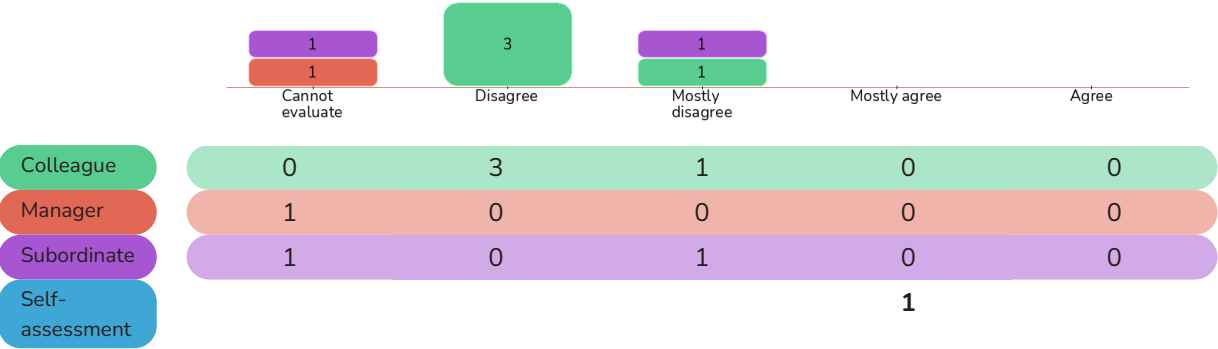 1 3 1
1 1
Cannot evaluate Disagree Mostly disagree Mostly agree Agree
Colleague 0 3 1 0 0
Manager 1 0 0 0 0
Subordinate 1 0 1 0 0
Self-
assessment 1